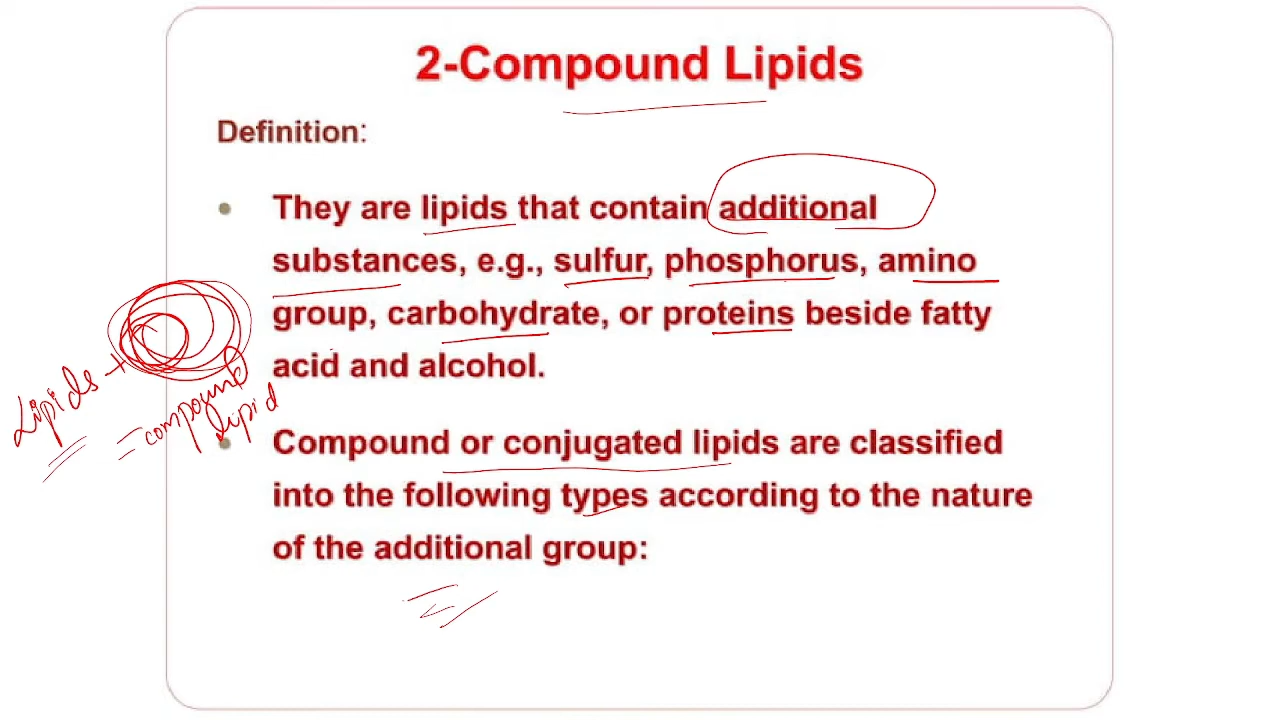 2-Compound Lipids
Definition:
They are lipids that contain additional
substances, e.g., sulfur, phosphorus, amino
group, carbohydrate, or proteins beside fatty
acid and alcohol.
Lipids +
= compound
lipid
Compound or conjugated lipids are classified
into the following types according to the nature
of the additional group: